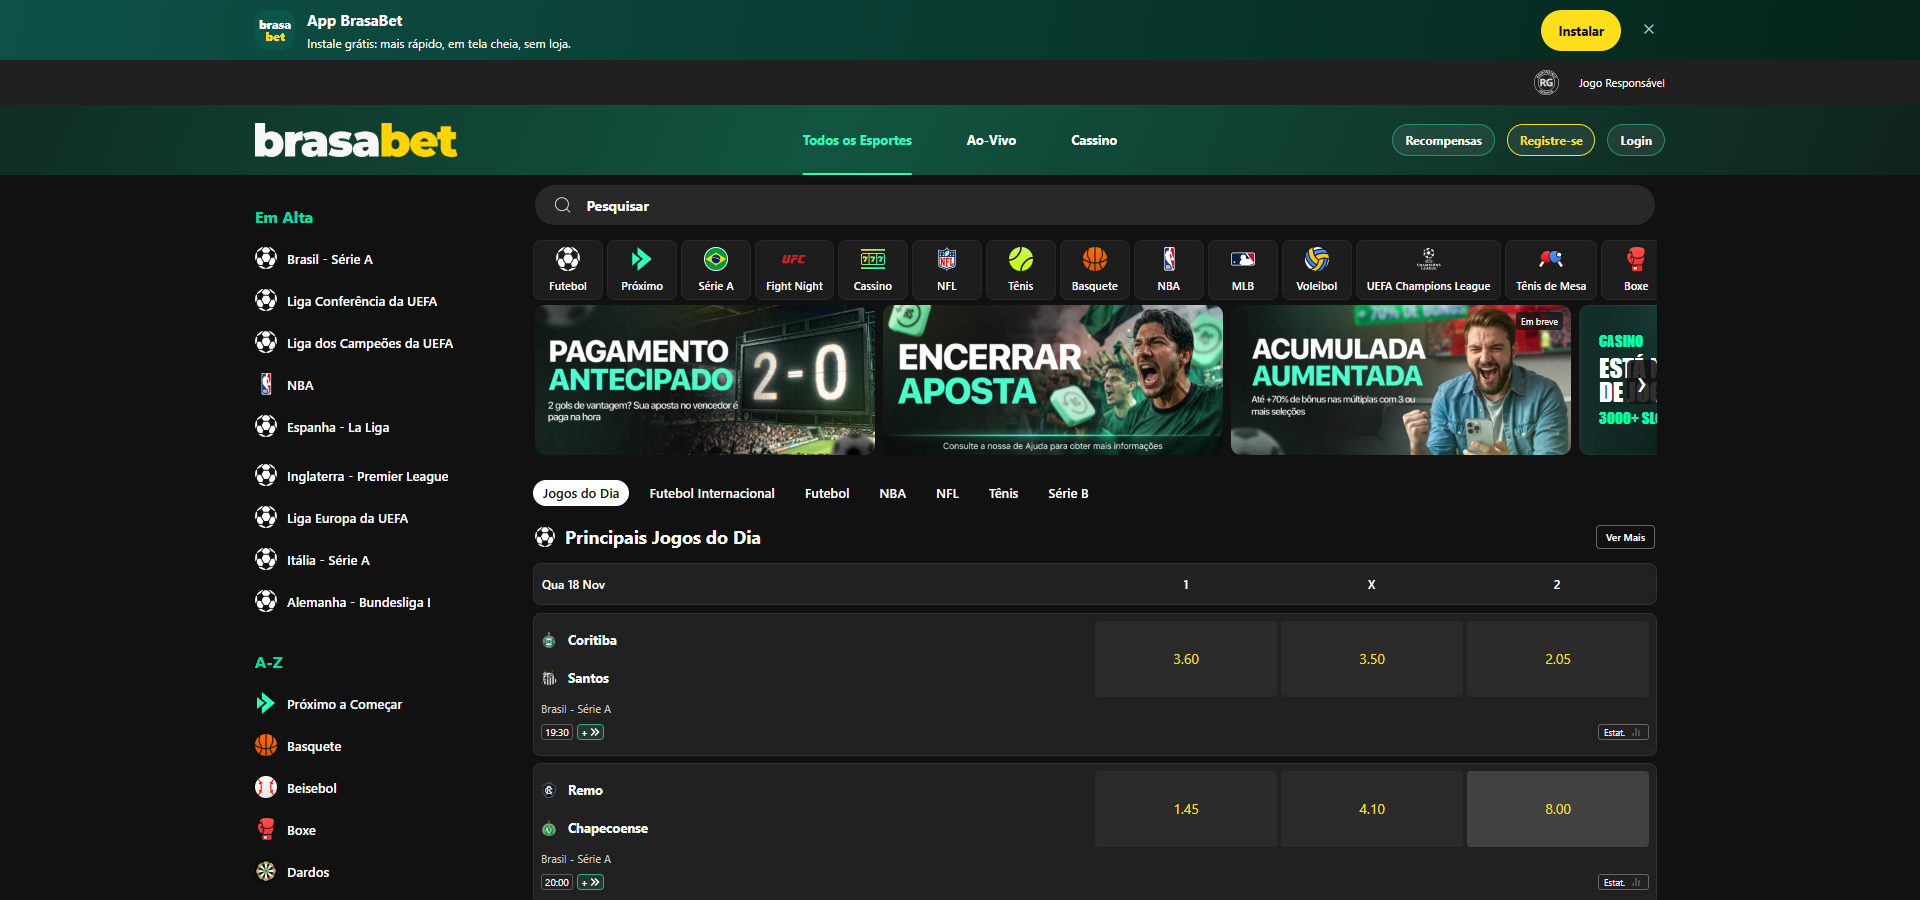 brasa
bet
App BrasaBet
Instale grátis: mais rápido, em tela cheia, sem loja.
Instalar
RG
Jogo Responsável
brasabet
Todos os Esportes
Ao-Vivo
Cassino
Recompensas
Registre-se
Login
Pesquisar
Em Alta
Brasil - Série A
Liga Conferência da UEFA
Liga dos Campeões da UEFA
NBA
Espanha - La Liga
Inglaterra - Premier League
Liga Europa da UEFA
Itália - Série A
Alemanha - Bundesliga I
A-Z
Próximo a Começar
Basquete
Beisebol
Boxe
Dardos
Futebol
Próximo
Série A
UFC
Fight Night
777
Cassino
NFL
Tênis
Basquete
NBA
MLB
Voleibol
UEFA Champions League
Tênis de Mesa
Boxe
PAGAMENTO
ANTECIPADO
2 gols de vantagem? Sua aposta no vencedor é
paga na hora
2-0
ENCERRAR
APOSTA
Consulte a nossa de Ajuda para obter mais informações
+70% DE BÔNUS
Em breve
ACUMULADA
AUMENTADA
Até +70% de bônus nas múltiplas com 3 ou
mais seleções
CASINO
ESTÁ
DE
3000+
Jogos do Dia
Futebol Internacional
Futebol
NBA
NFL
Tênis
Série B
Principais Jogos do Dia
Ver Mais
Qua 18 Nov
1
X
2
Coritiba
Santos
Brasil - Série A
19:30
+
3.60
3.50
2.05
Estat.
Remo
Chapecoense
Brasil - Série A
20:00
+
1.45
4.10
8.00
Estat.